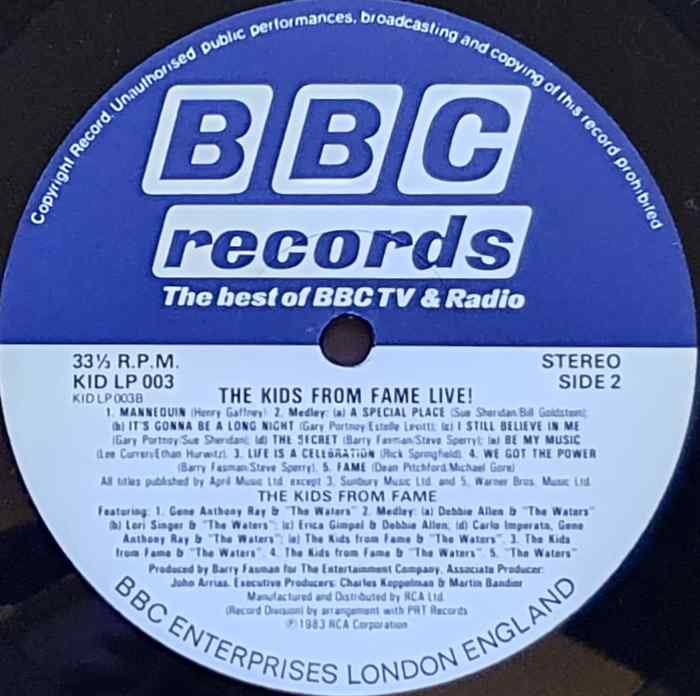 Copyright Record. Unauthorised public performances, broadcasting and copying of this record prohibited
BBC
records
The best of BBC TV & Radio
33⅓ R.P.M.
KID LP 003
KID LP 003B
STEREO
SIDE 2
THE KIDS FROM FAME LIVE!
1. MANNEQUIN (Henry Gaffney); 2. Medley: (a) A SPECIAL PLACE (Sue Sheridan/Bill Goldstein);
(b) IT'S GONNA BE A LONG NIGHT (Gary Portnoy/Estelle Levitt); (c) I STILL BELIEVE IN ME
(Gary Portnoy/Sue Sheridan); (d) THE SECRET (Barry Fasman/Steve Sperry); (e) BE MY MUSIC
(Lee Curreri/Ethan Hurwitz). 3. LIFE IS A CELEBRATION (Rick Springfield). 4. WE GOT THE POWER
(Barry Fasman/Steve Sperry). 5. FAME (Dean Pitchford/Michael Gore)
All titles published by April Music Ltd. except 3, Sunbury Music Ltd. and 5, Warner Bros. Music Ltd.
THE KIDS FROM FAME
Featuring: 1. Gene Anthony Ray & "The Waters" 2. Medley: (a) Debbie Allen & "The Waters"
(b) Lori Singer & "The Waters"; (c) Erica Gimpel & Debbie Allen; (d) Carlo Imperato, Gene
Anthony Ray & "The Waters"; (e) The Kids from Fame & "The Waters". 3. The Kids
from Fame & "The Waters". 4. The Kids from Fame & "The Waters". 5. "The Waters"
Produced by Barry Fasman for The Entertainment Company, Associate Producer:
John Arrias. Executive Producers: Charles Koppelman & Martin Bandier
Manufactured and Distributed by RCA Ltd.
(Record Division) by arrangement with PRT Records
℗ 1983 RCA Corporation
BBC ENTERPRISES LONDON ENGLAND